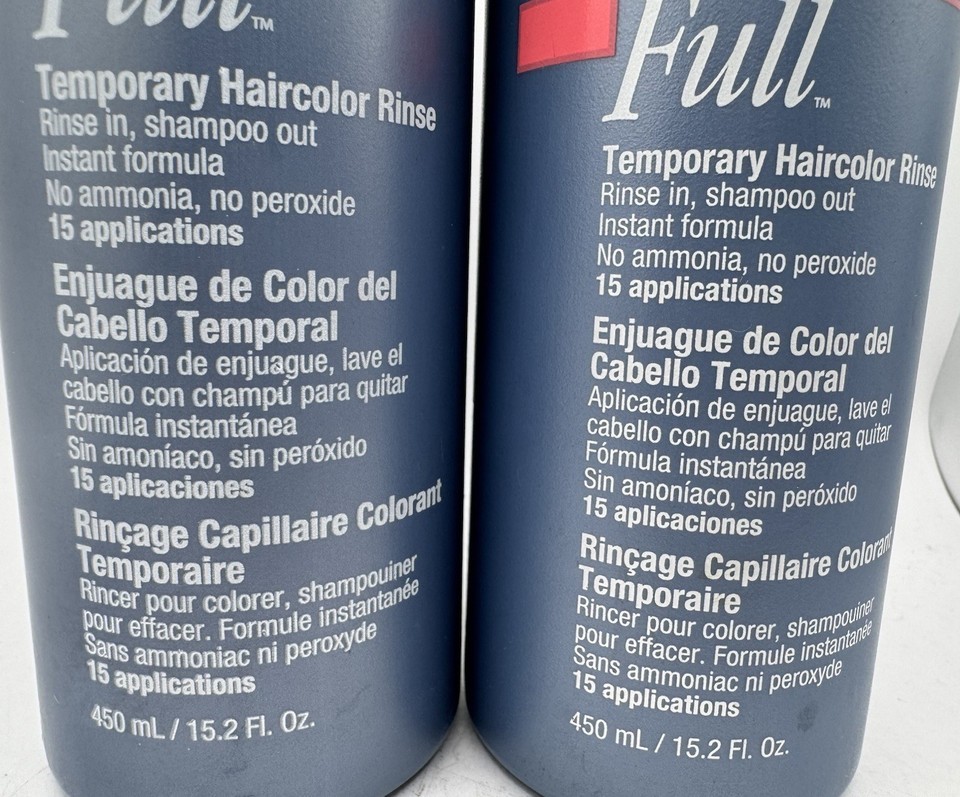 Full™
Temporary Haircolor Rinse
Rinse in, shampoo out
Instant formula
No ammonia, no peroxide
15 applications
Enjuague de Color del
Cabello Temporal
Aplicación de enjuague, lave el
cabello con champú para quitar
Fórmula instantánea
Sin amoníaco, sin peróxido
15 aplicaciones
Rinçage Capillaire Colorant
Temporaire
Rincer pour colorer, shampouiner
pour effacer. Formule instantanée
Sans ammoniac ni peroxyde
15 applications
450 mL / 15.2 Fl. Oz.
Full™
Temporary Haircolor Rinse
Rinse in, shampoo out
Instant formula
No ammonia, no peroxide
15 applications
Enjuague de Color del
Cabello Temporal
Aplicación de enjuague, lave el
cabello con champú para quitar
Fórmula instantánea
Sin amoníaco, sin peróxido
15 aplicaciones
Rinçage Capillaire Colorant
Temporaire
Rincer pour colorer, shampouiner
pour effacer. Formule instantanée
Sans ammoniac ni peroxyde
15 applications
450 mL / 15.2 Fl. Oz.